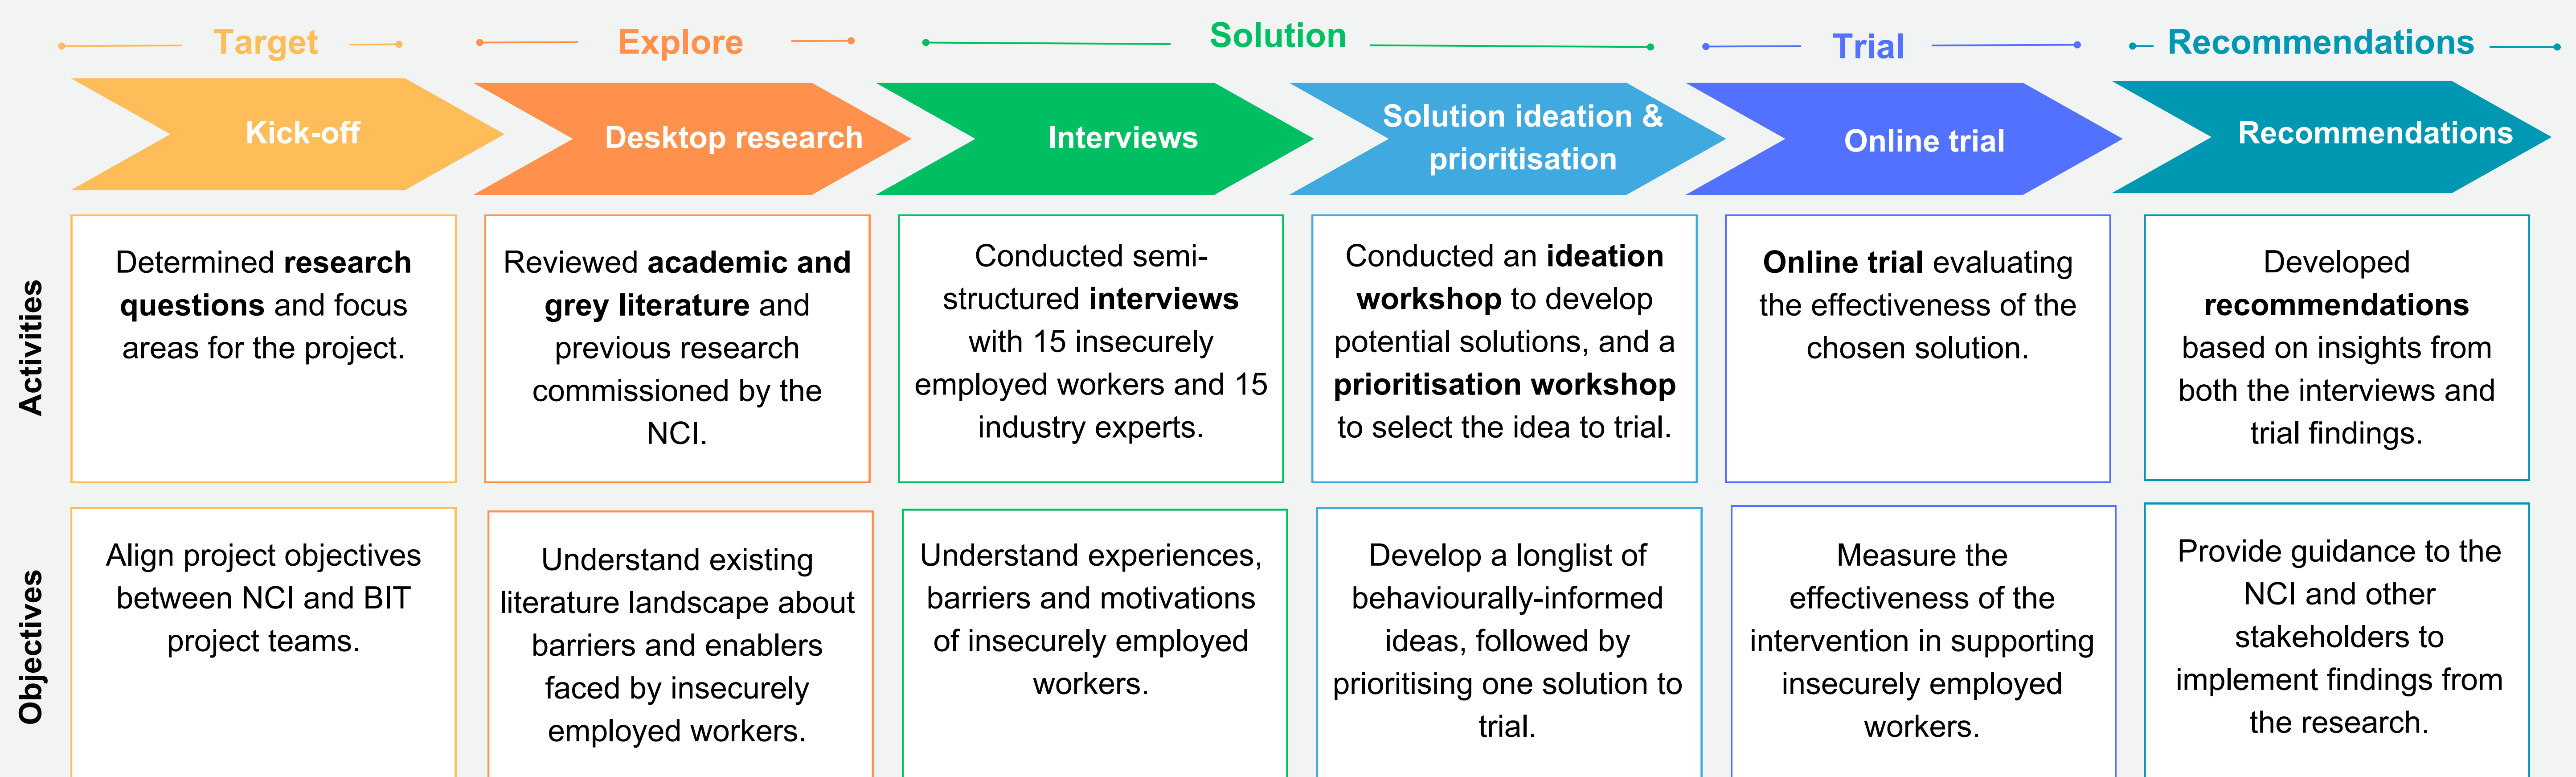 Target
Explore
Solution
Trial
Recommendations
Kick-off
Desktop research
Interviews
Solution ideation &
prioritisation
Online trial
Recommendations
Activities
Determined research
questions and focus
areas for the project.
Reviewed academic and
grey literature and
previous research
commissioned by the
NCI.
Conducted semi-
structured interviews
with 15 insecurely
employed workers and 15
industry experts.
Conducted an ideation
workshop to develop
potential solutions, and a
prioritisation workshop
to select the idea to trial.
Online trial evaluating
the effectiveness of the
chosen solution.
Developed
recommendations
based on insights from
both the interviews and
trial findings.
Objectives
Align project objectives
between NCI and BIT
project teams.
Understand existing
literature landscape about
barriers and enablers
faced by insecurely
employed workers.
Understand experiences,
barriers and motivations
of insecurely employed
workers.
Develop a longlist of
behaviourally-informed
ideas, followed by
prioritising one solution to
trial.
Measure the
effectiveness of the
intervention in supporting
insecurely employed
workers.
Provide guidance to the
NCI and other
stakeholders to
implement findings from
the research.